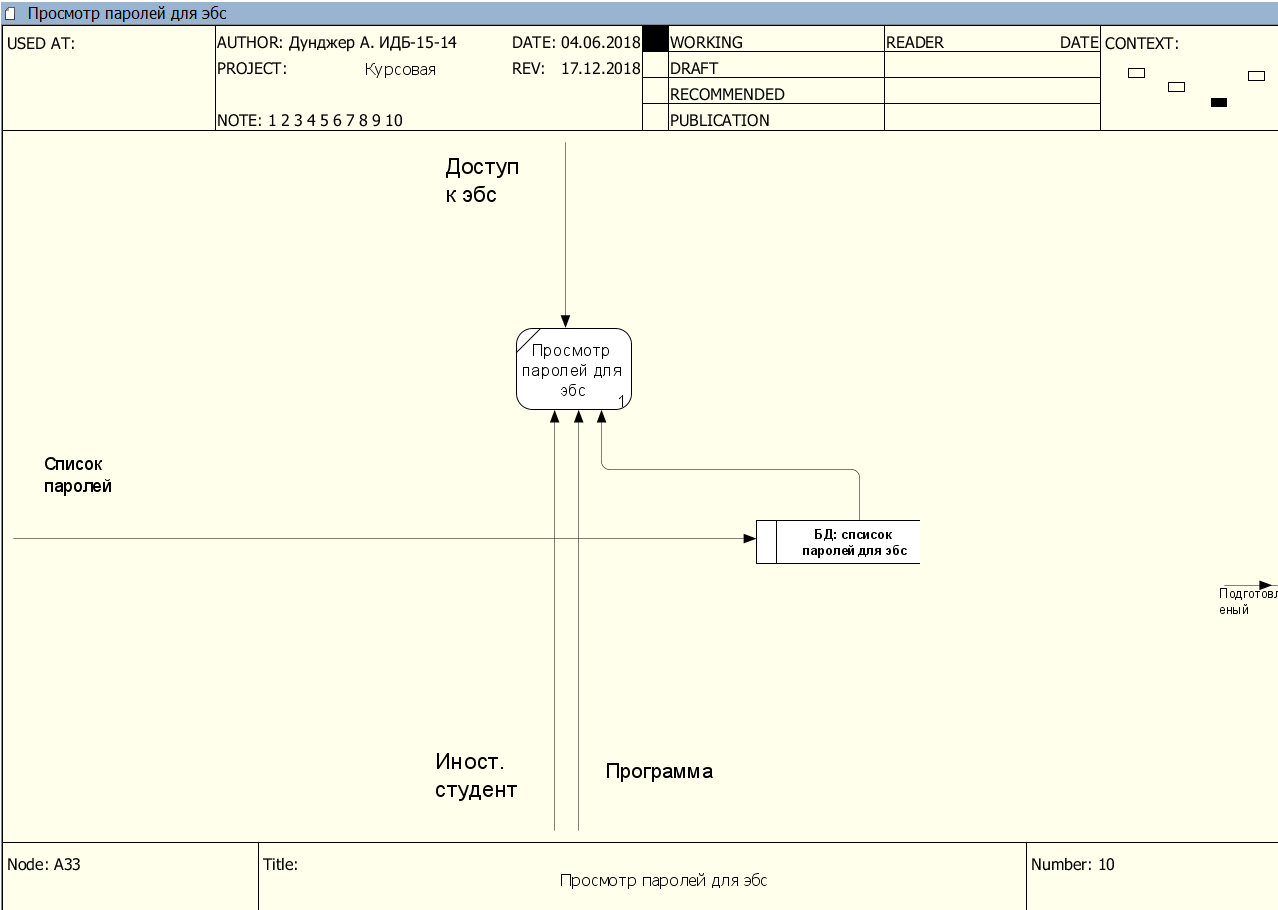 Просмотр паролей для эбс
USED AT:
AUTHOR: Дунджер А. ИДБ-15-14
DATE: 04.06.2018
PROJECT: Курсовая
REV: 17.12.2018
NOTE: 1 2 3 4 5 6 7 8 9 10
WORKING
DRAFT
RECOMMENDED
PUBLICATION
READER DATE
CONTEXT:
Доступ
к эбс
Просмотр
паролей для
эбс
1
Список
паролей
БД: спсисок
паролей для эбс
Подготовл
еный
Иност.
студент
Программа
Node: A33
Title:
Просмотр паролей для эбс
Number: 10